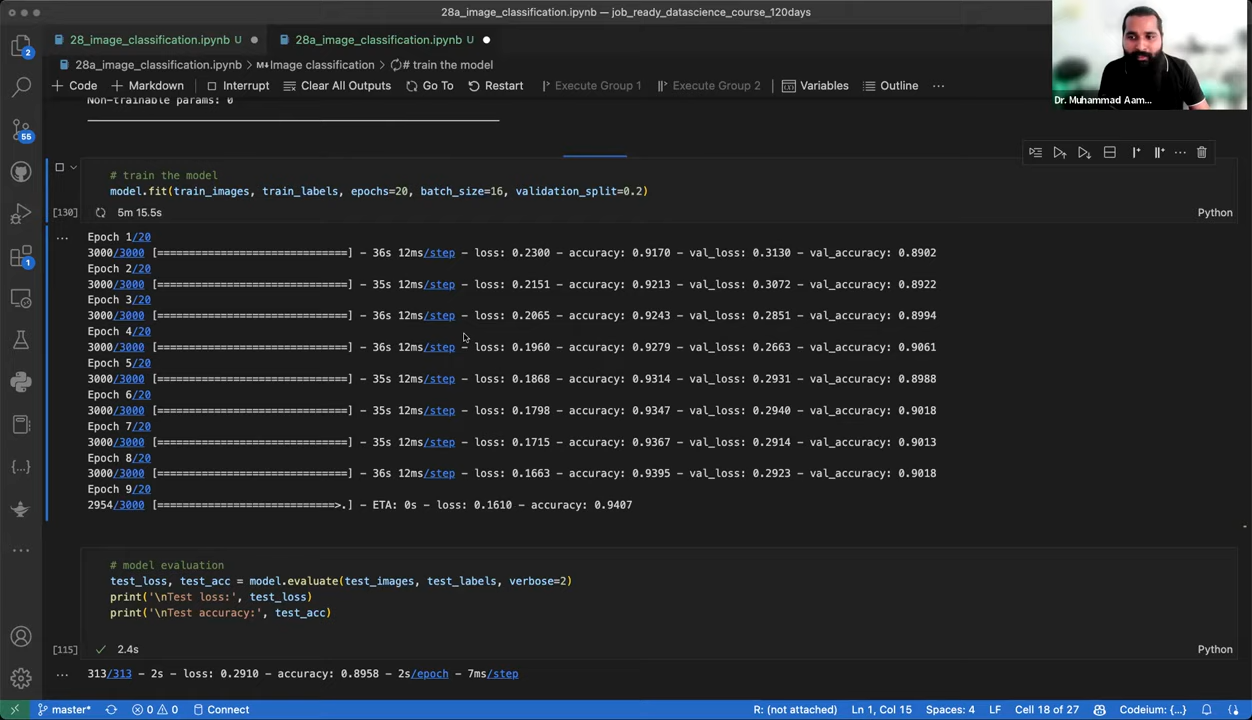 28a_image_classification.ipynb — job_ready_datascience_course_120days
28_image_classification.ipynb U 28a_image_classification.ipynb U
28a_image_classification.ipynb > M↓Image classification > # train the model
+ Code + Markdown Interrupt Clear All Outputs Go To Restart Execute Group 1 Execute Group 2 Variables Outline ...
Dr. Muhammad Aam...
Non-trainable params: 0
# train the model
model.fit(train_images, train_labels, epochs=20, batch_size=16, validation_split=0.2)
[130] 5m 15.5s Python
Epoch 1/20
3000/3000 [==============================] - 36s 12ms/step - loss: 0.2300 - accuracy: 0.9170 - val_loss: 0.3130 - val_accuracy: 0.8902
Epoch 2/20
3000/3000 [==============================] - 35s 12ms/step - loss: 0.2151 - accuracy: 0.9213 - val_loss: 0.3072 - val_accuracy: 0.8922
Epoch 3/20
3000/3000 [==============================] - 36s 12ms/step - loss: 0.2065 - accuracy: 0.9243 - val_loss: 0.2851 - val_accuracy: 0.8994
Epoch 4/20
3000/3000 [==============================] - 36s 12ms/step - loss: 0.1960 - accuracy: 0.9279 - val_loss: 0.2663 - val_accuracy: 0.9061
Epoch 5/20
3000/3000 [==============================] - 35s 12ms/step - loss: 0.1868 - accuracy: 0.9314 - val_loss: 0.2931 - val_accuracy: 0.8988
Epoch 6/20
3000/3000 [==============================] - 35s 12ms/step - loss: 0.1798 - accuracy: 0.9347 - val_loss: 0.2940 - val_accuracy: 0.9018
Epoch 7/20
3000/3000 [==============================] - 35s 12ms/step - loss: 0.1715 - accuracy: 0.9367 - val_loss: 0.2914 - val_accuracy: 0.9013
Epoch 8/20
3000/3000 [==============================] - 36s 12ms/step - loss: 0.1663 - accuracy: 0.9395 - val_loss: 0.2923 - val_accuracy: 0.9018
Epoch 9/20
2954/3000 [============================>.] - ETA: 0s - loss: 0.1610 - accuracy: 0.9407
# model evaluation
test_loss, test_acc = model.evaluate(test_images, test_labels, verbose=2)
print('\nTest loss:', test_loss)
print('\nTest accuracy:', test_acc)
[115] 2.4s Python
313/313 - 2s - loss: 0.2910 - accuracy: 0.8958 - 2s/epoch - 7ms/step
2
55
1
master* 0 0 Connect R: (not attached) Ln 1, Col 15 Spaces: 4 LF Cell 18 of 27 Codeium: {...}